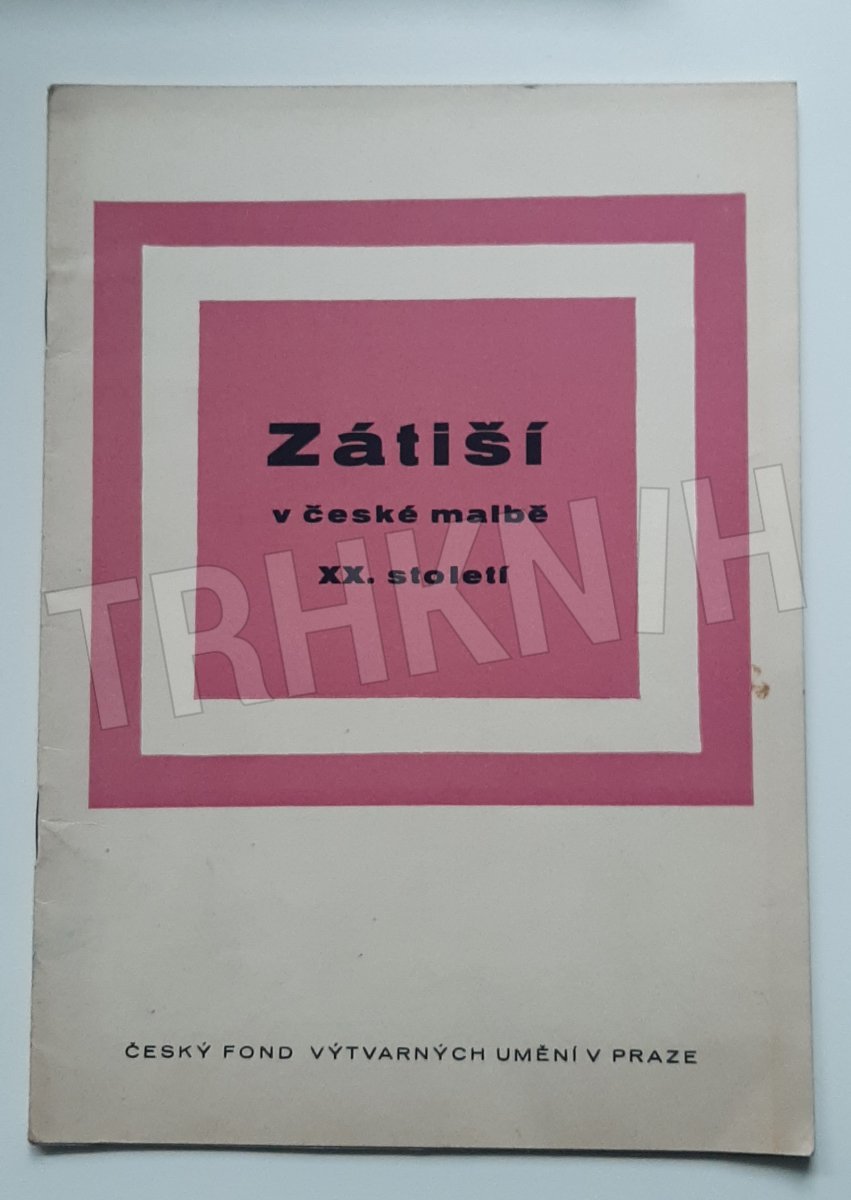 Zátiší
v české malbě
XX. století
TRHKNIH
ČESKÝ FOND VÝTVARNÝCH UMĚNÍ V PRAZE